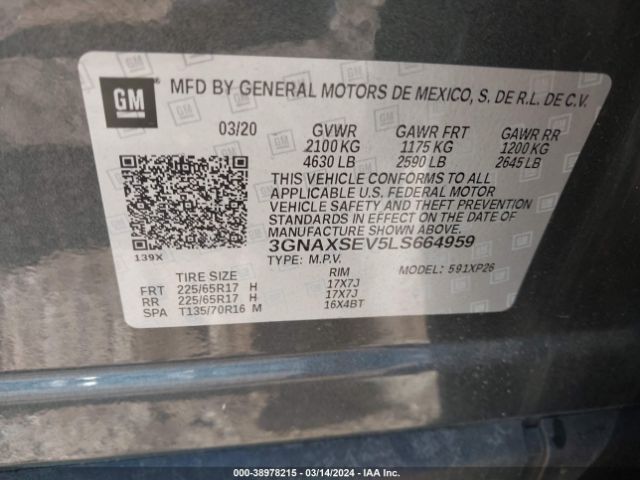 GM
MFD BY GENERAL MOTORS DE MEXICO, S. DE R.L. DE C.V.
03/20 GVWR GAWR FRT GAWR RR
2100 KG 1175 KG 1200 KG
4630 LB 2590 LB 2645 LB
THIS VEHICLE CONFORMS TO ALL
APPLICABLE U.S. FEDERAL MOTOR
VEHICLE SAFETY AND THEFT PREVENTION
STANDARDS IN EFFECT ON THE DATE OF
MANUFACTURE SHOWN ABOVE.
3GNAXSEV5LS664959
139X
TYPE: M.P.V. MODEL: 591XP26
TIRE SIZE RIM
FRT 225/65R17 H 17X7J
RR 225/65R17 H 17X7J
SPA T135/70R16 M 16X4BT
000-38978215 - 03/14/2024 - IAA Inc.